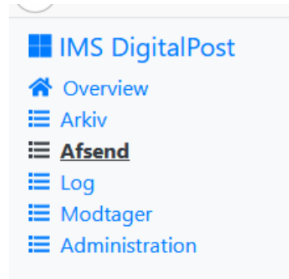 IMS DigitalPost
Overview
Arkiv
Afsend
Log
Modtager
Administration